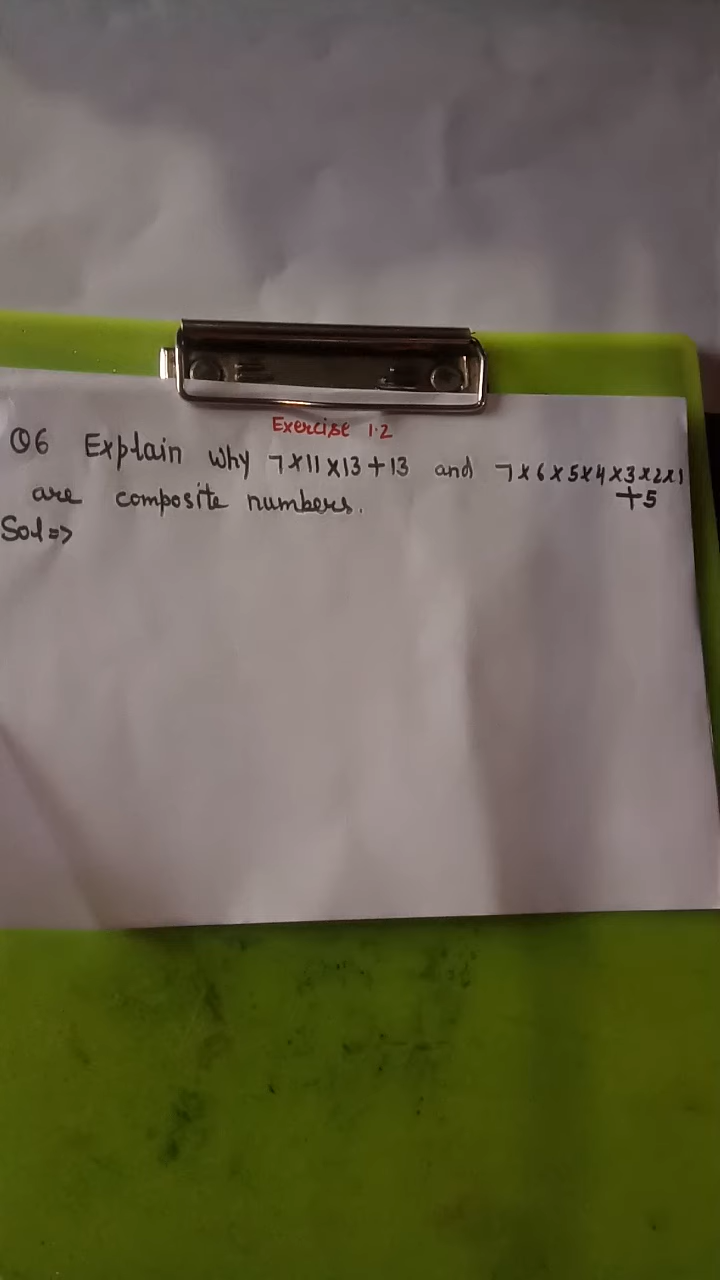 Exercise 1.2
Q6 Explain why 7×11×13+13 and 7×6×5×4×3×2×1
+5
are composite numbers.
Sol=>